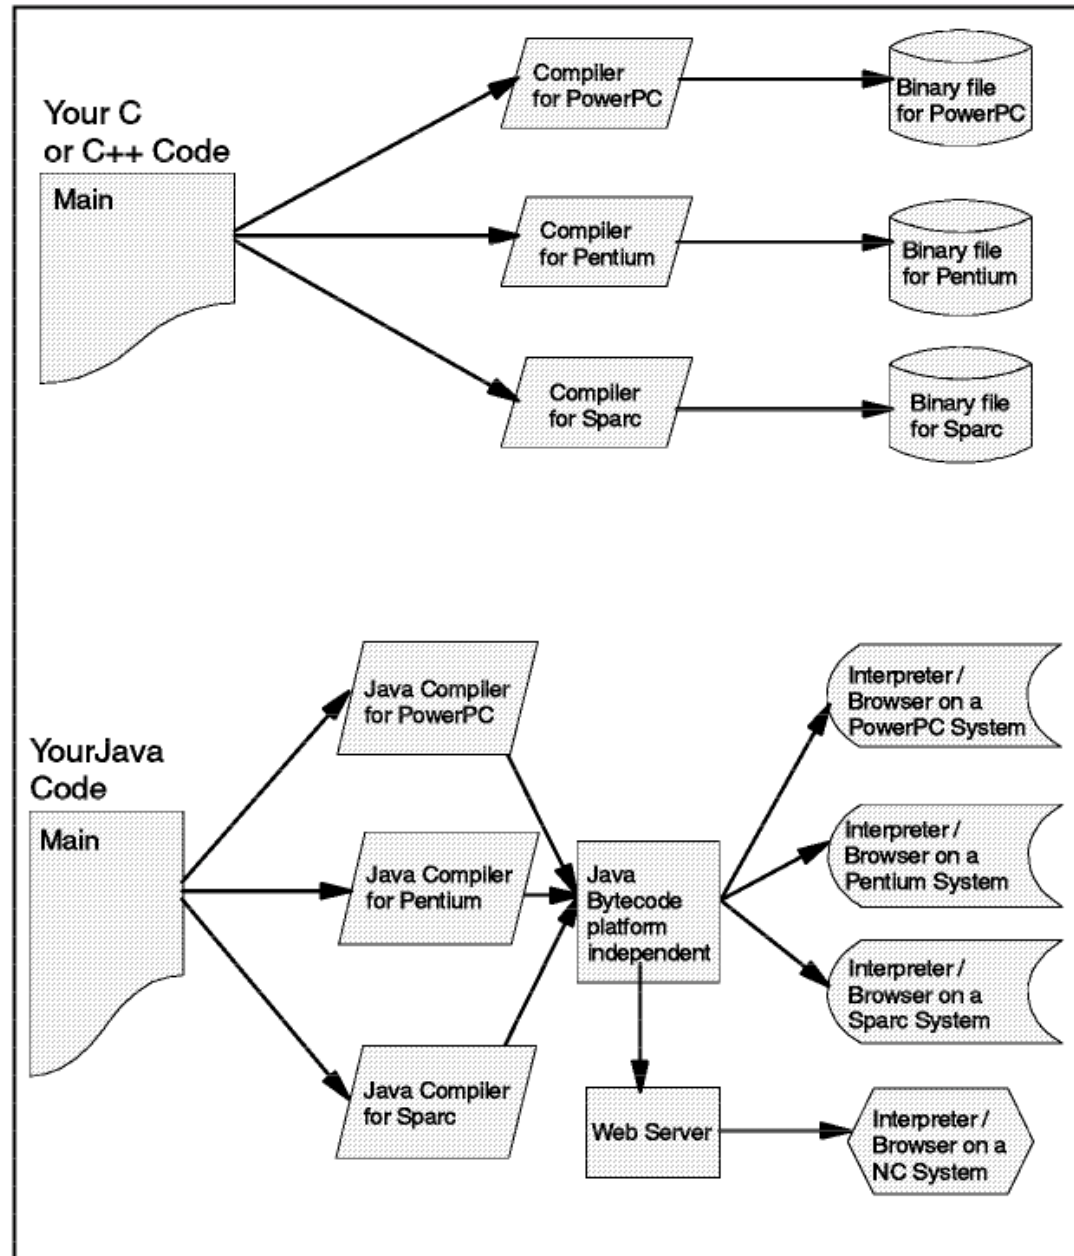 Your C
or C++ Code
Main
Compiler
for PowerPC
Binary file
for PowerPC
Compiler
for Pentium
Binary file
for Pentium
Compiler
for Sparc
Binary file
for Sparc
YourJava
Code
Main
Java Compiler
for PowerPC
Java Compiler
for Pentium
Java Compiler
for Sparc
Java
Bytecode
platform
independent
Web Server
Interpreter /
Browser on a
PowerPC System
Interpreter /
Browser on a
Pentium System
Interpreter /
Browser on a
Sparc System
Interpreter /
Browser on a
NC System